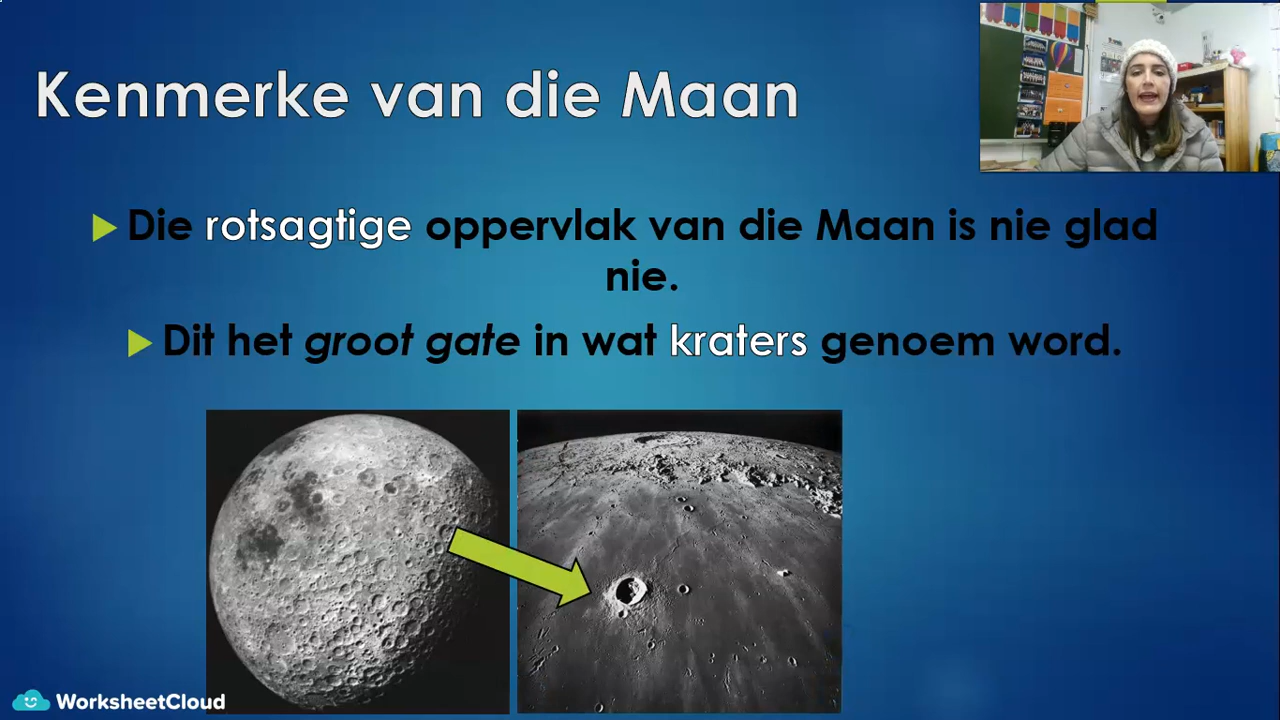 Kenmerke van die Maan
Die rotsagtige oppervlak van die Maan is nie glad
nie.
Dit het groot gate in wat kraters genoem word.
WorksheetCloud